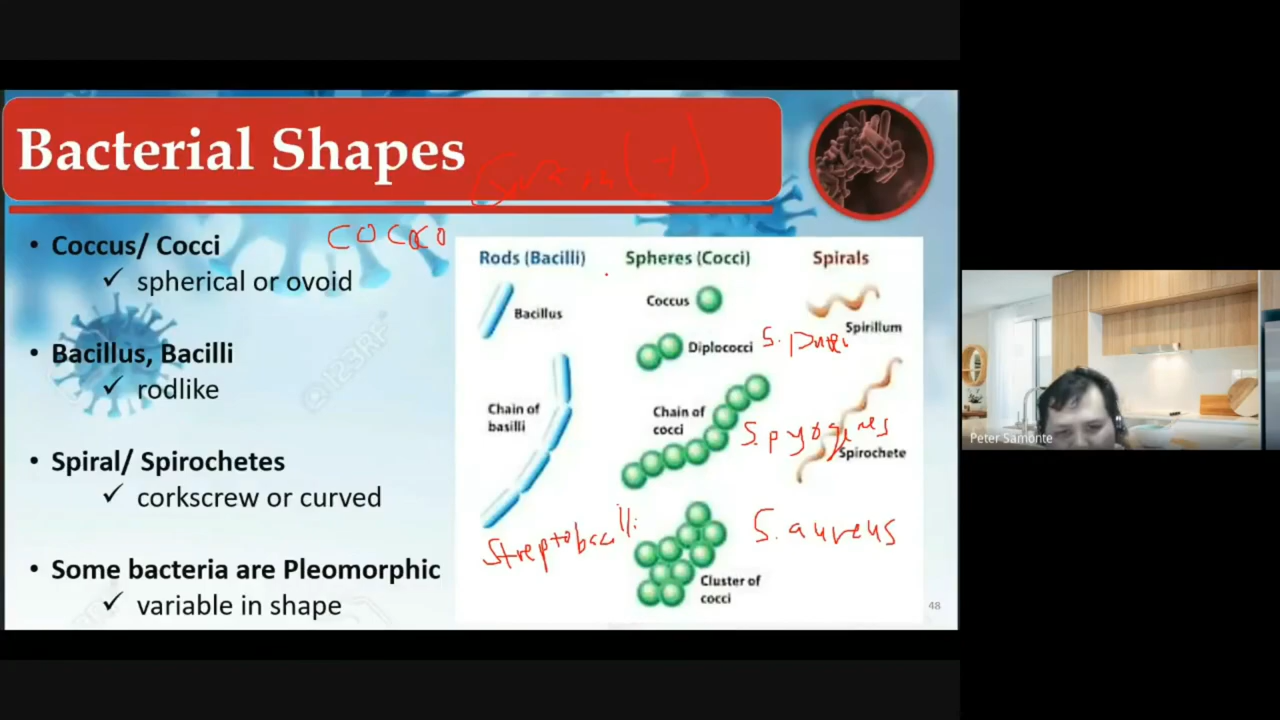 Bacterial Shapes
• Coccus/ Cocci
✓ spherical or ovoid
• Bacillus, Bacilli
✓ rodlike
• Spiral/ Spirochetes
✓ corkscrew or curved
• Some bacteria are Pleomorphic
✓ variable in shape
Rods (Bacilli)
Bacillus
Chain of
basilli
Streptobacilli
Spheres (Cocci)
Coccus
Diplococci
Chain of
cocci
S. pyogenes
Cluster of
cocci
S. aureus
Spirals
Spirillum
Spirochete
48
123RF
Peter Samonte